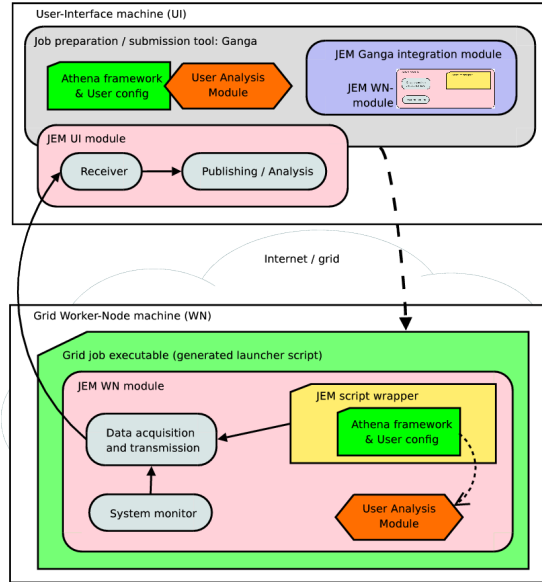 User-Interface machine (UI)
Job preparation / submission tool: Ganga
Athena framework
& User config
User Analysis
Module
JEM Ganga integration module
JEM WN-
module
JEM UI module
Receiver
Publishing / Analysis
Internet / grid
Grid Worker-Node machine (WN)
Grid job executable (generated launcher script)
JEM WN module
JEM script wrapper
Athena framework
& User config
Data acquisition
and transmission
System monitor
User Analysis
Module